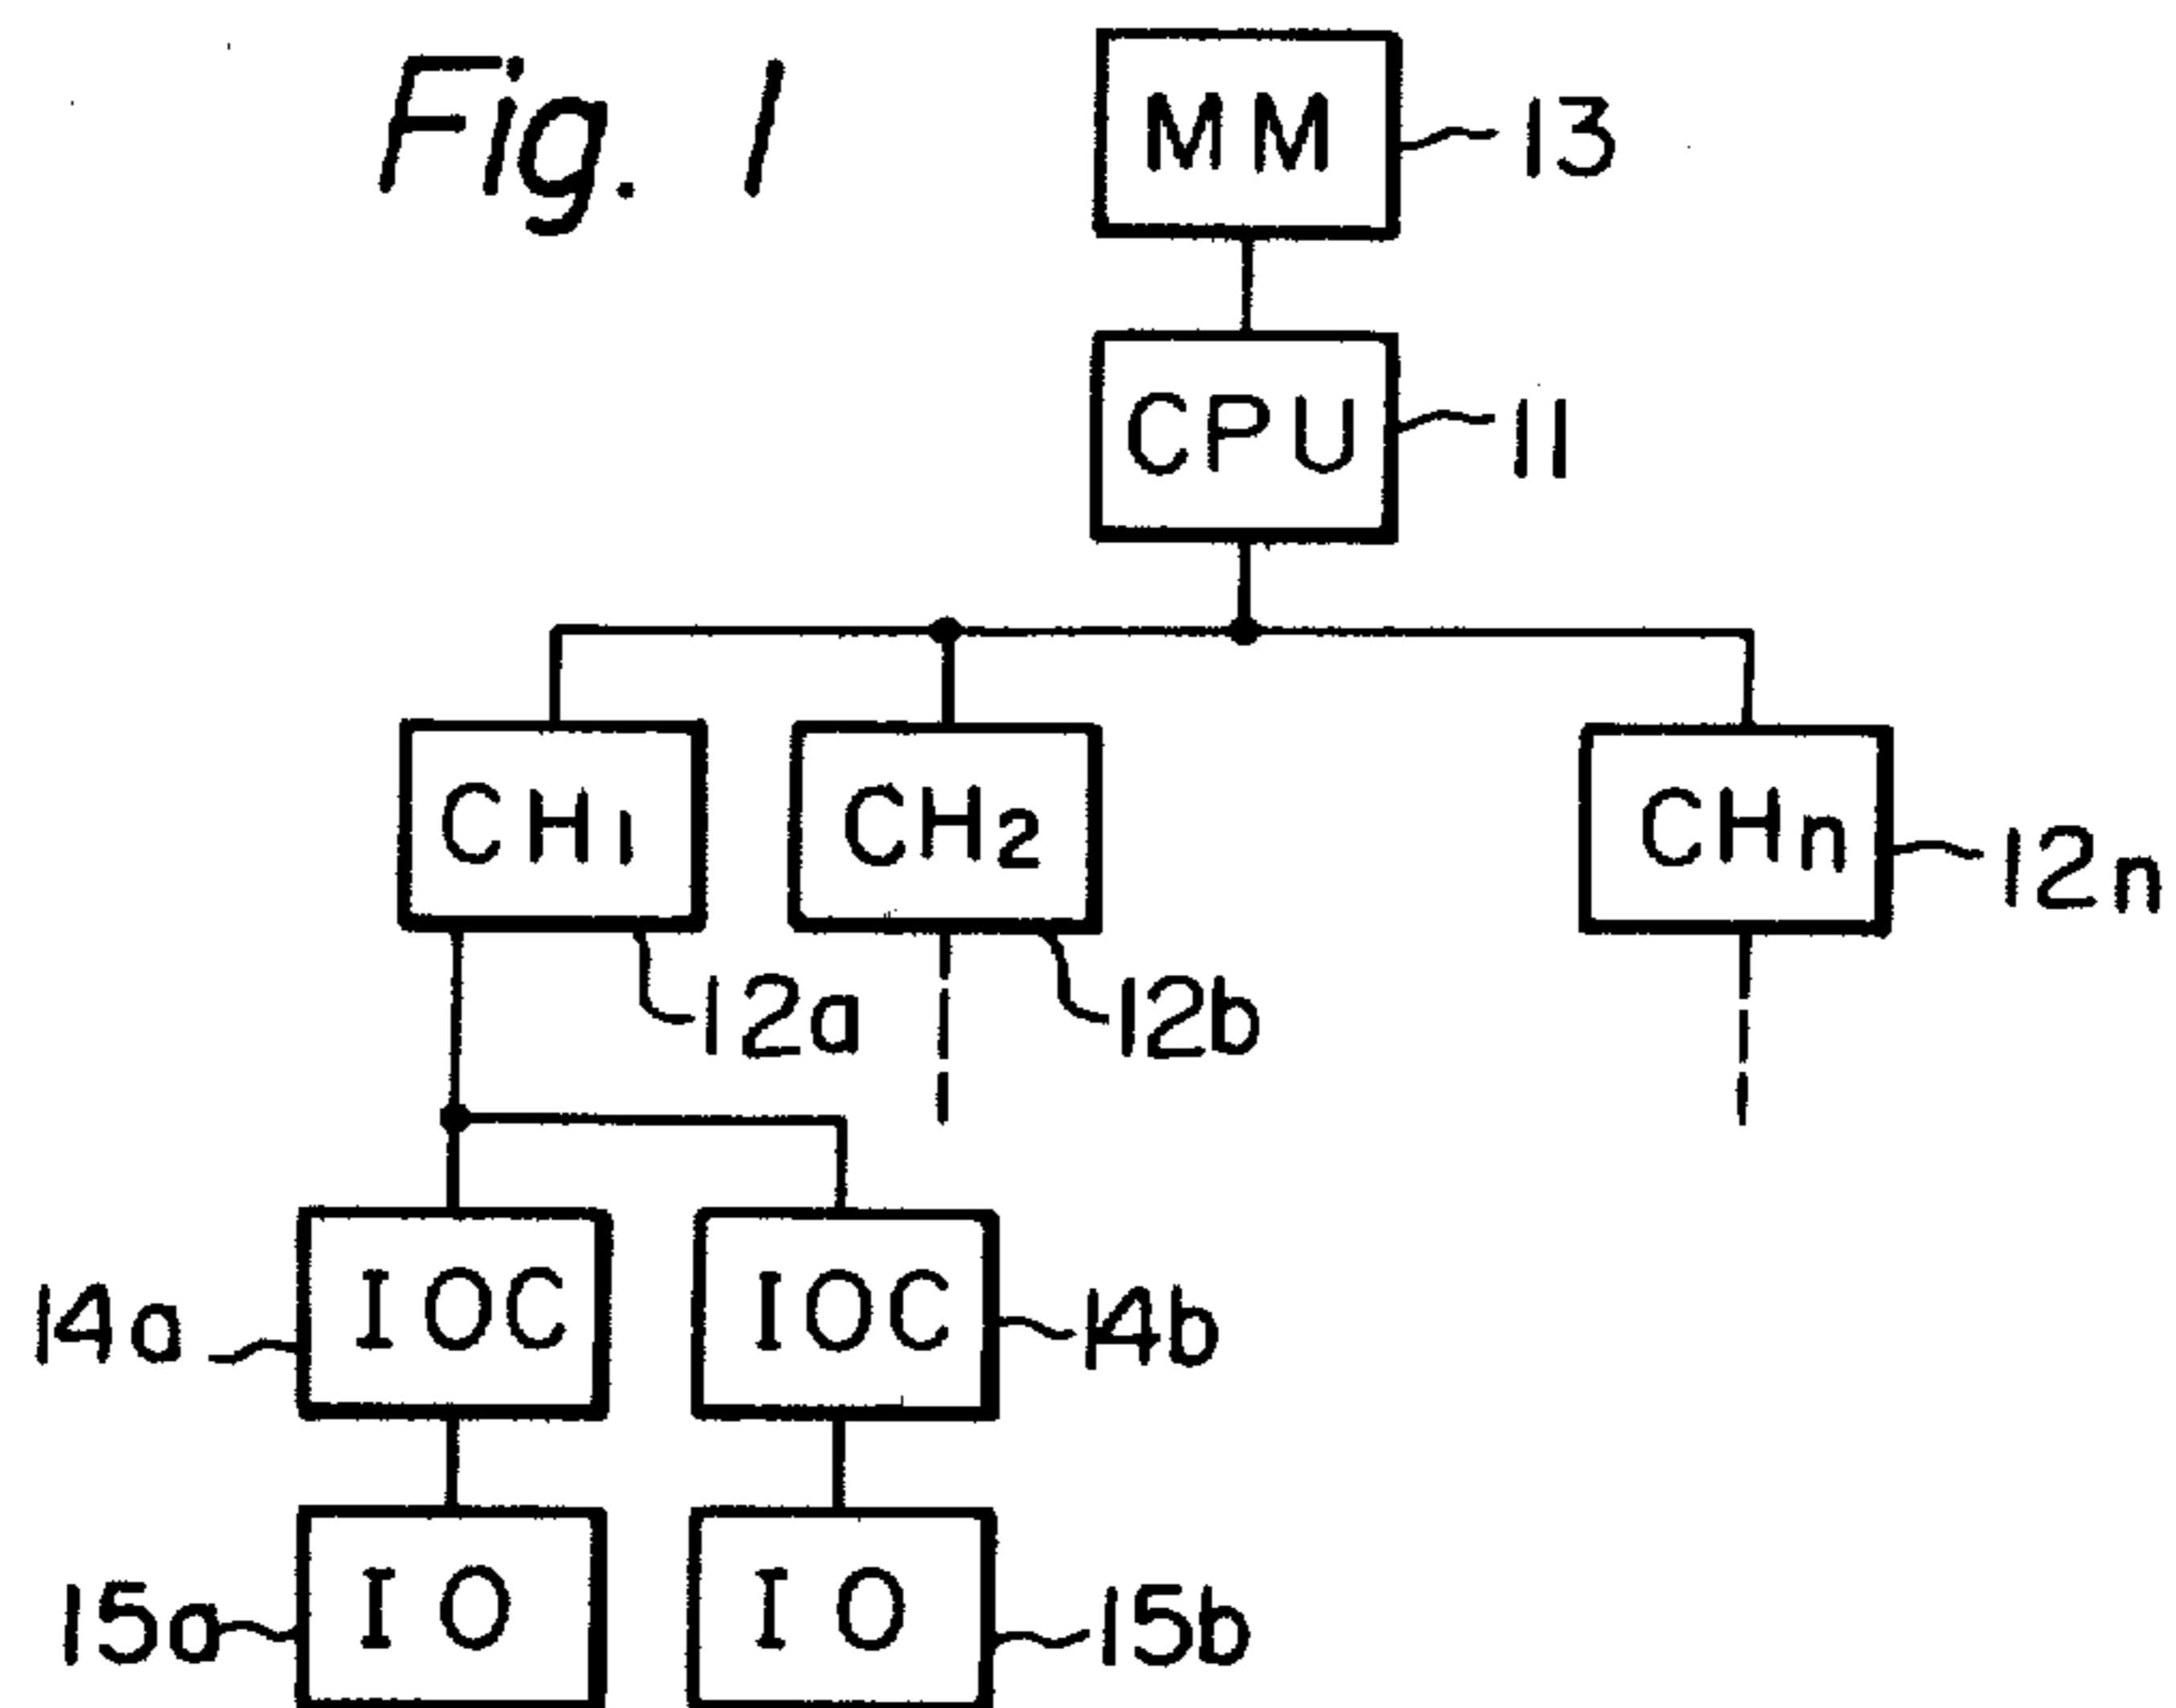 Fig. 1
MM
13
CPU
11
CH1
CH2
CHn
12n
12a
12b
14a
IOC
IOC
14b
15a
IO
IO
15b